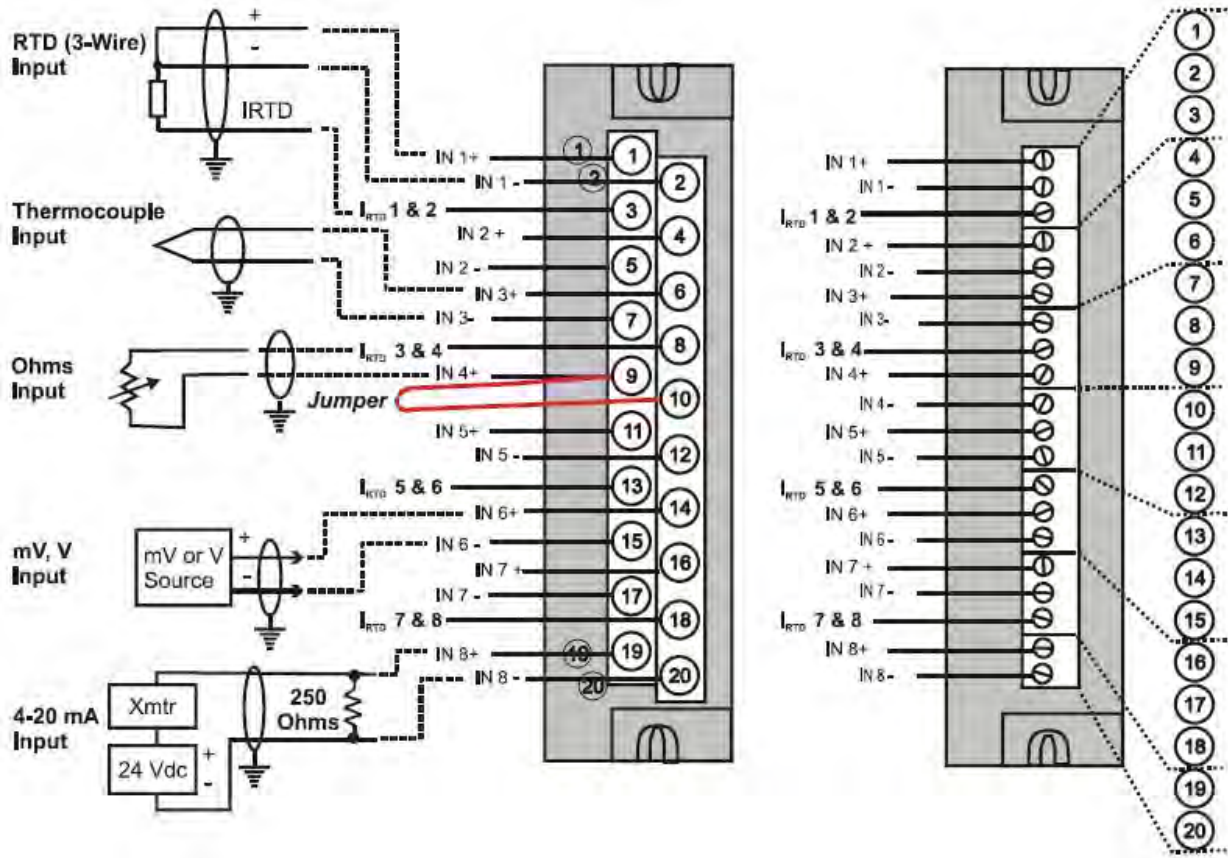 RTD (3-Wire)
Input
+
-
IRTD
Thermocouple
Input
Ohms
Input
Jumper
mV, V
Input
mV or V
Source
+
-
4-20 mA
Input
Xmtr
24 Vdc
+
-
250
Ohms
IN 1+
IN 1 -
IRTD 1 & 2
IN 2 +
IN 2 -
IN 3+
IN 3-
IRTD 3 & 4
IN 4+
IN 5+
IN 5 -
IRTD 5 & 6
IN 6+
IN 6 -
IN 7 +
IN 7 -
IRTD 7 & 8
IN 8+
IN 8 -
1
2
19
20
1
2
3
4
5
6
7
8
9
10
11
12
13
14
15
16
17
18
19
20
IN 1+
IN 1-
IRTD 1 & 2
IN 2 +
IN 2-
IN 3+
IN 3-
IRTD 3 & 4
IN 4+
IN 4-
IN 5+
IN 5-
IRTD 5 & 6
IN 6+
IN 6-
IN 7 +
IN 7-
IRTD 7 & 8
IN 8+
IN 8-
1
2
3
4
5
6
7
8
9
10
11
12
13
14
15
16
17
18
19
20